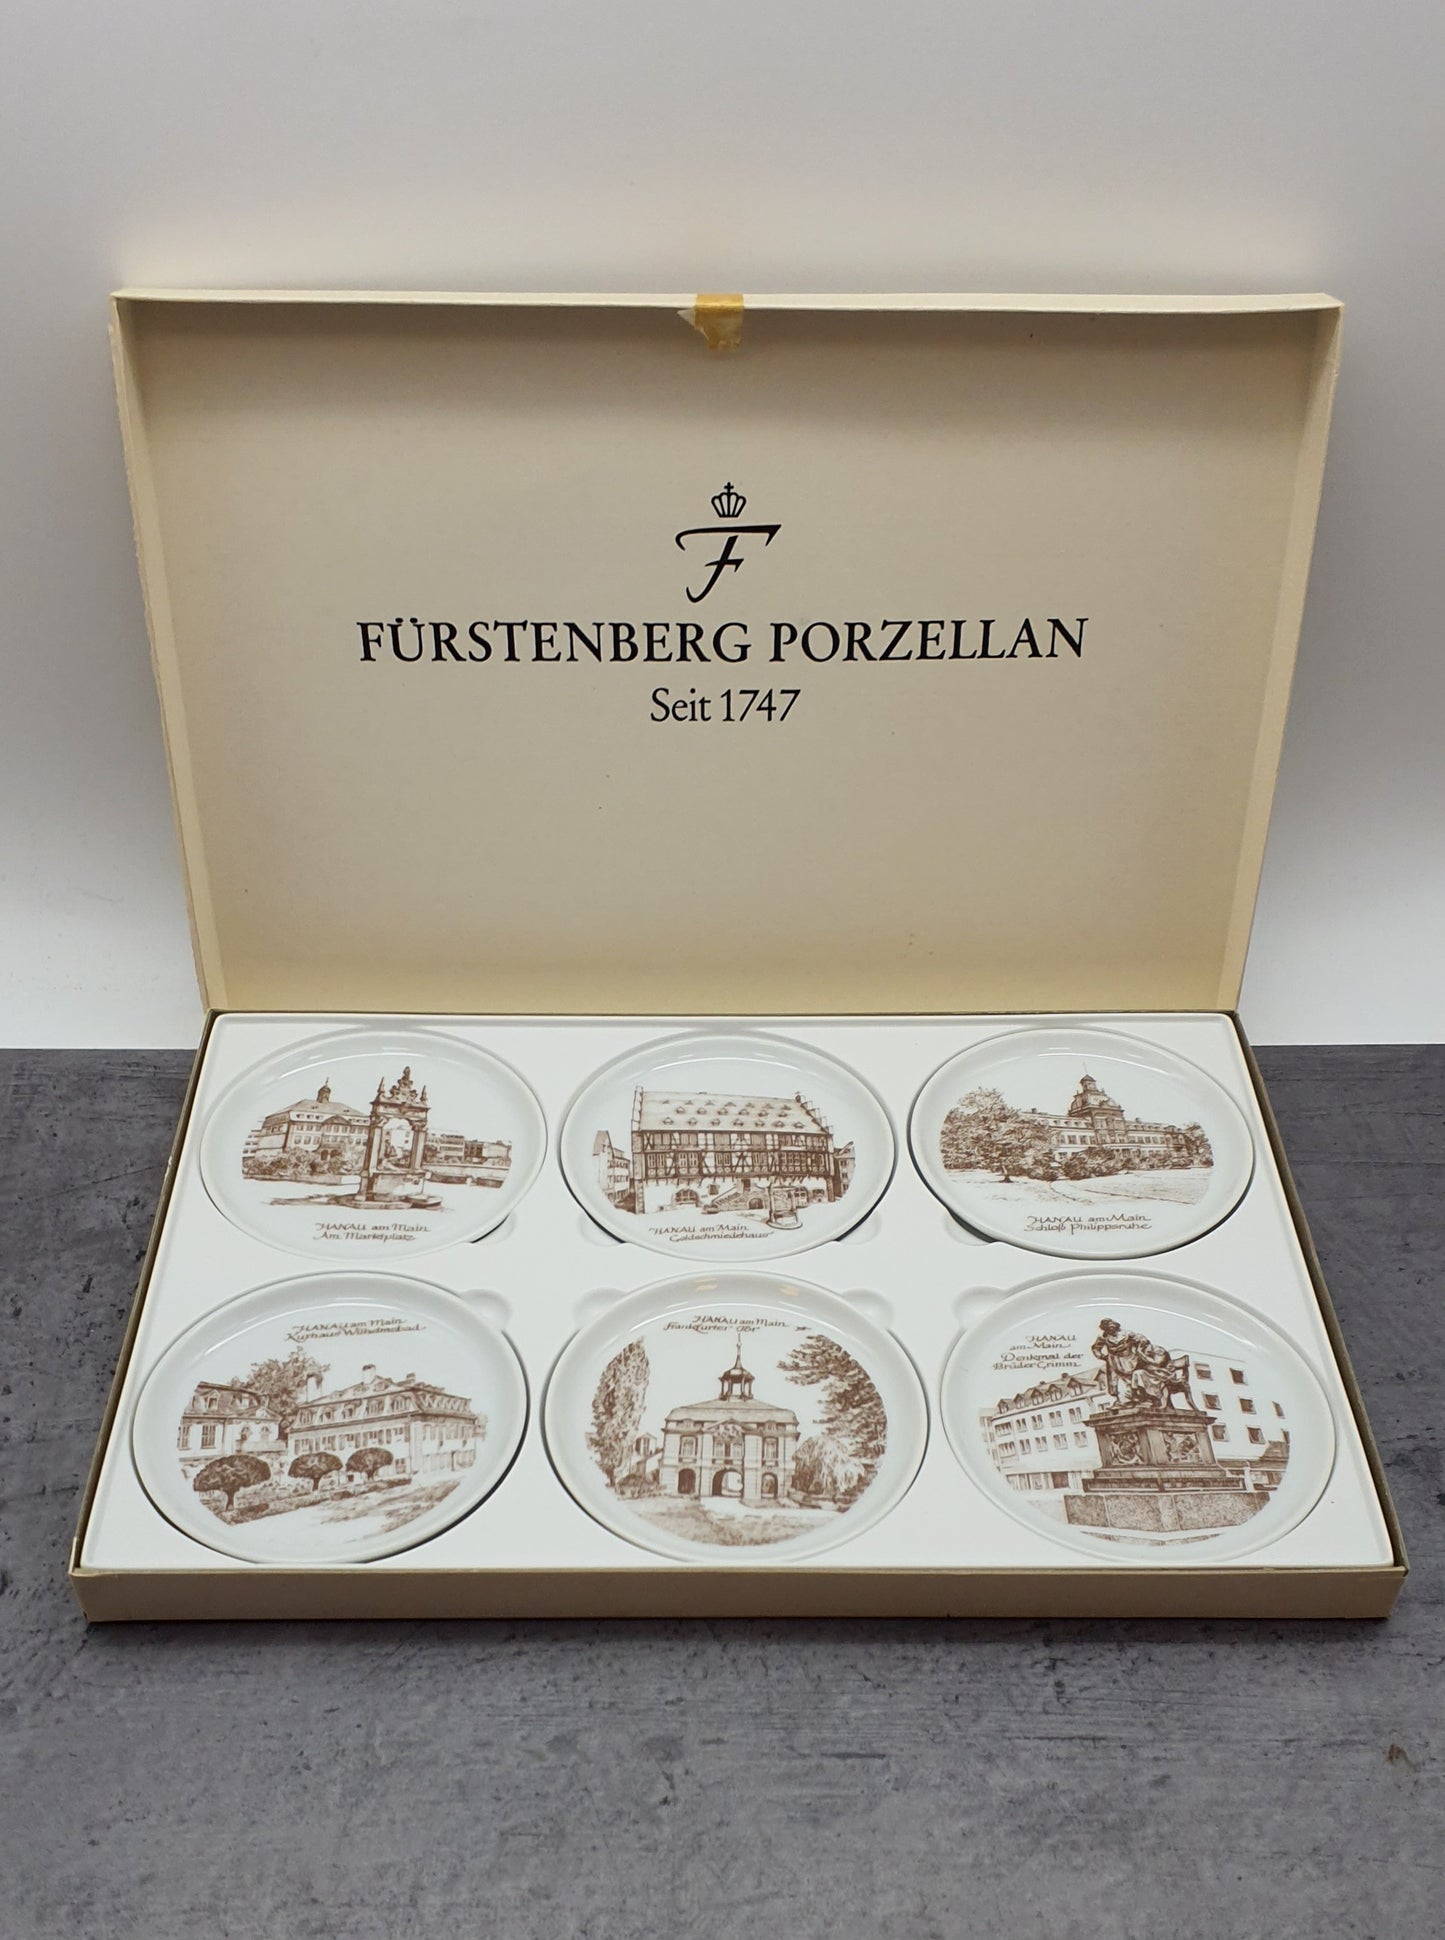 F
FÜRSTENBERG PORZELLAN
Seit 1747
HANAU am Main
Am Marktplatz
HANAU am Main
Goldschmiedehaus
HANAU am Main
Schloß Philippsruhe
HANAU am Main
Kurhaus Wilhelmsbad
HANAU am Main
Frankfurter Tor
HANAU
am Main
Denkmal der
Brüder Grimm